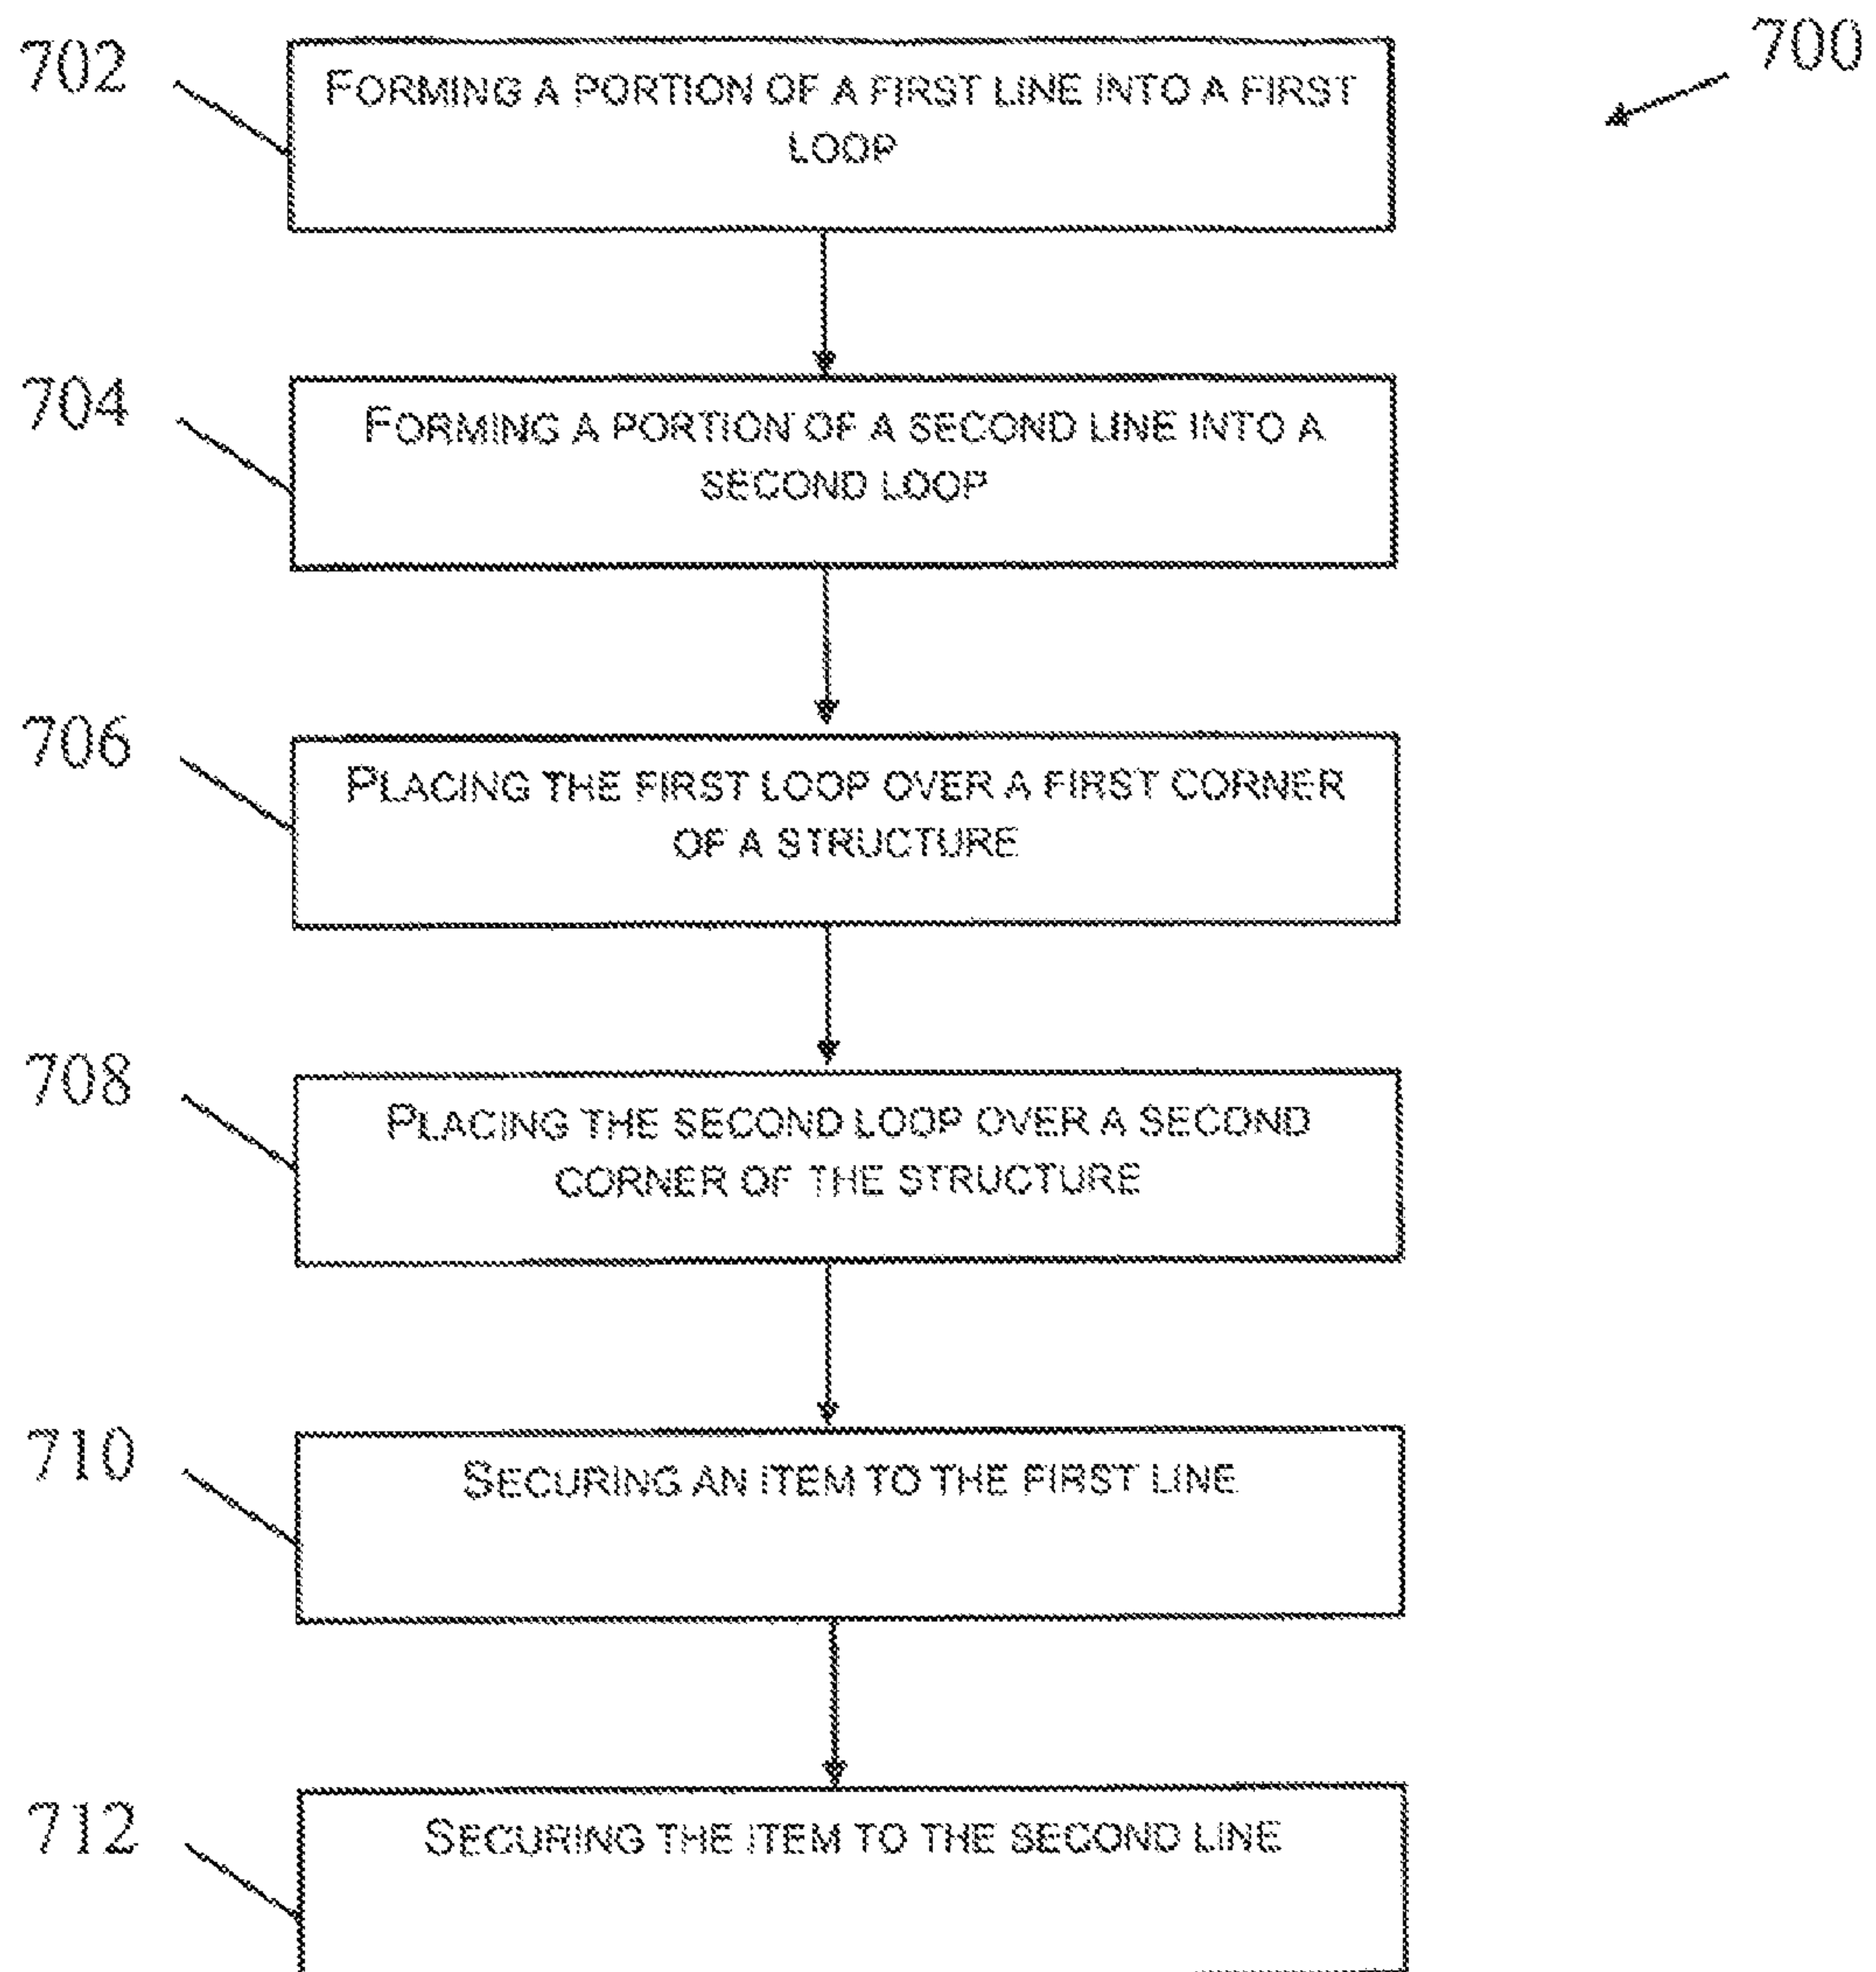 700
702
FORMING A PORTION OF A FIRST LINE INTO A FIRST
LOOP
704
FORMING A PORTION OF A SECOND LINE INTO A
SECOND LOOP
706
PLACING THE FIRST LOOP OVER A FIRST CORNER
OF A STRUCTURE
708
PLACING THE SECOND LOOP OVER A SECOND
CORNER OF THE STRUCTURE
710
SECURING AN ITEM TO THE FIRST LINE
712
SECURING THE ITEM TO THE SECOND LINE